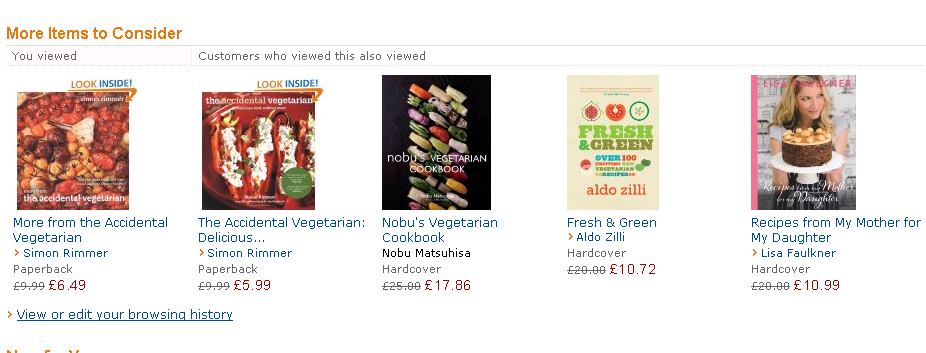 More Items to Consider
You viewed
Customers who viewed this also viewed
LOOK INSIDE!
simon rimmer
more from
the accidental vegetarian
More from the Accidental
Vegetarian
Simon Rimmer
Paperback
£9.99 £6.49
LOOK INSIDE!
the accidental vegetarian
Simon Rimmer
The Accidental Vegetarian:
Delicious...
Simon Rimmer
Paperback
£9.99 £5.99
nobu's VEGETARIAN
COOKBOOK
Nobu Matsuhisa
Nobu's Vegetarian
Cookbook
Nobu Matsuhisa
Hardcover
£25.00 £17.86
FRESH
&GREEN
OVER 100
EXCITING NEW
VEGETARIAN
RECIPES
aldo zilli
Fresh & Green
Aldo Zilli
Hardcover
£20.00 £10.72
LISA FAULKNER
Recipes from my Mother
for my Daughter
Recipes from My Mother for
My Daughter
Lisa Faulkner
Hardcover
£20.00 £10.99
View or edit your browsing history